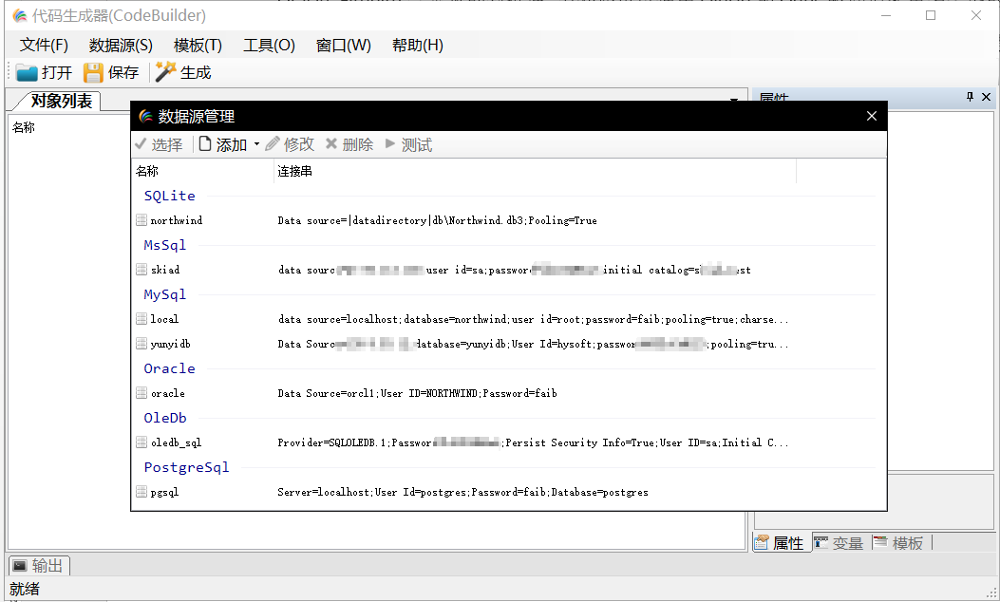 代码生成器(CodeBuilder)
文件(F) 数据源(S) 模板(T) 工具(O) 窗口(W) 帮助(H)
打开 保存 生成
对象列表 属性
名称
数据源管理
选择 添加 修改 删除 测试
名称 连接串
SQLite
northwind Data source=|datadirectory|db\Northwind.db3;Pooling=True
MsSql
skiad data sourc user id=sa;passwor initial catalog=s st
MySql
local data source=localhost;database=northwind;user id=root;password=faib;pooling=true;charse...
yunyidb Data Sourc database=yunyidb;User Id=hysoft;passwor ;pooling=tru...
Oracle
oracle Data Source=orcl1;User ID=NORTHWIND;Password=faib
OleDb
oledb_sql Provider=SQLOLEDB.1;Passwor ;Persist Security Info=True;User ID=sa;Initial C...
PostgreSql
pgsql Server=localhost;User Id=postgres;Password=faib;Database=postgres
属性 变量 模板
输出
就绪